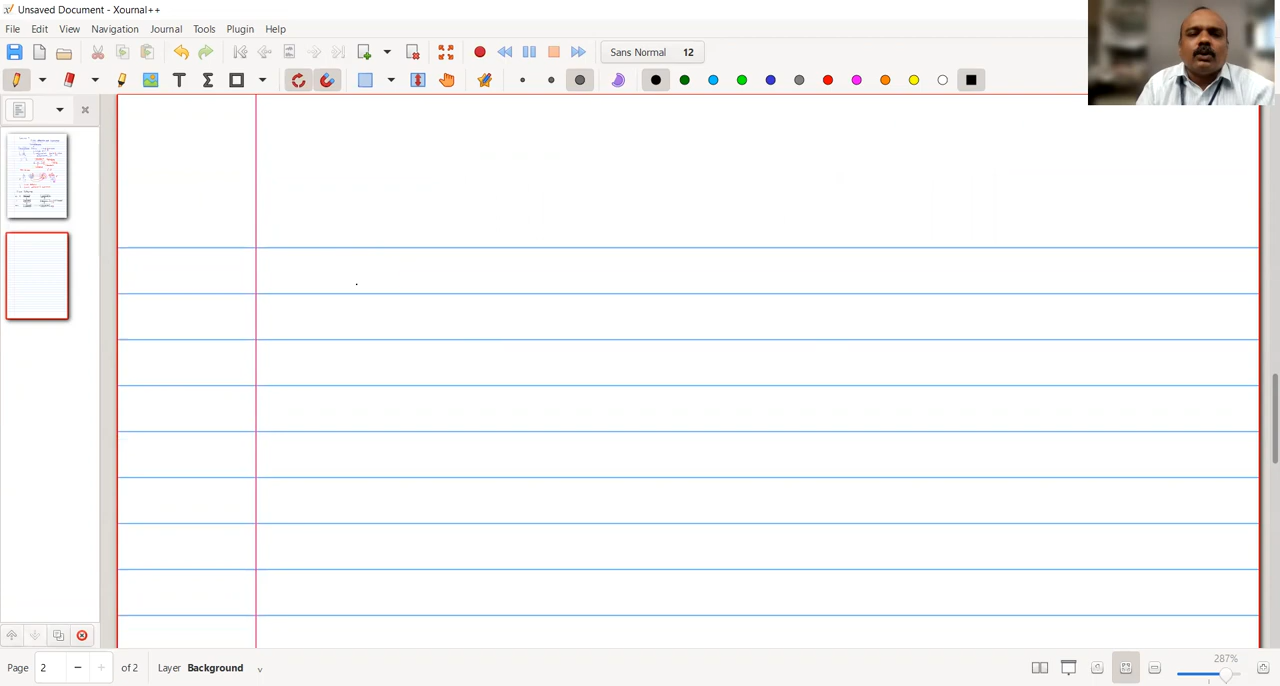 Unsaved Document - Xournal++
File Edit View Navigation Journal Tools Plugin Help
Sans Normal 12
Page 2 of 2 Layer Background
287%